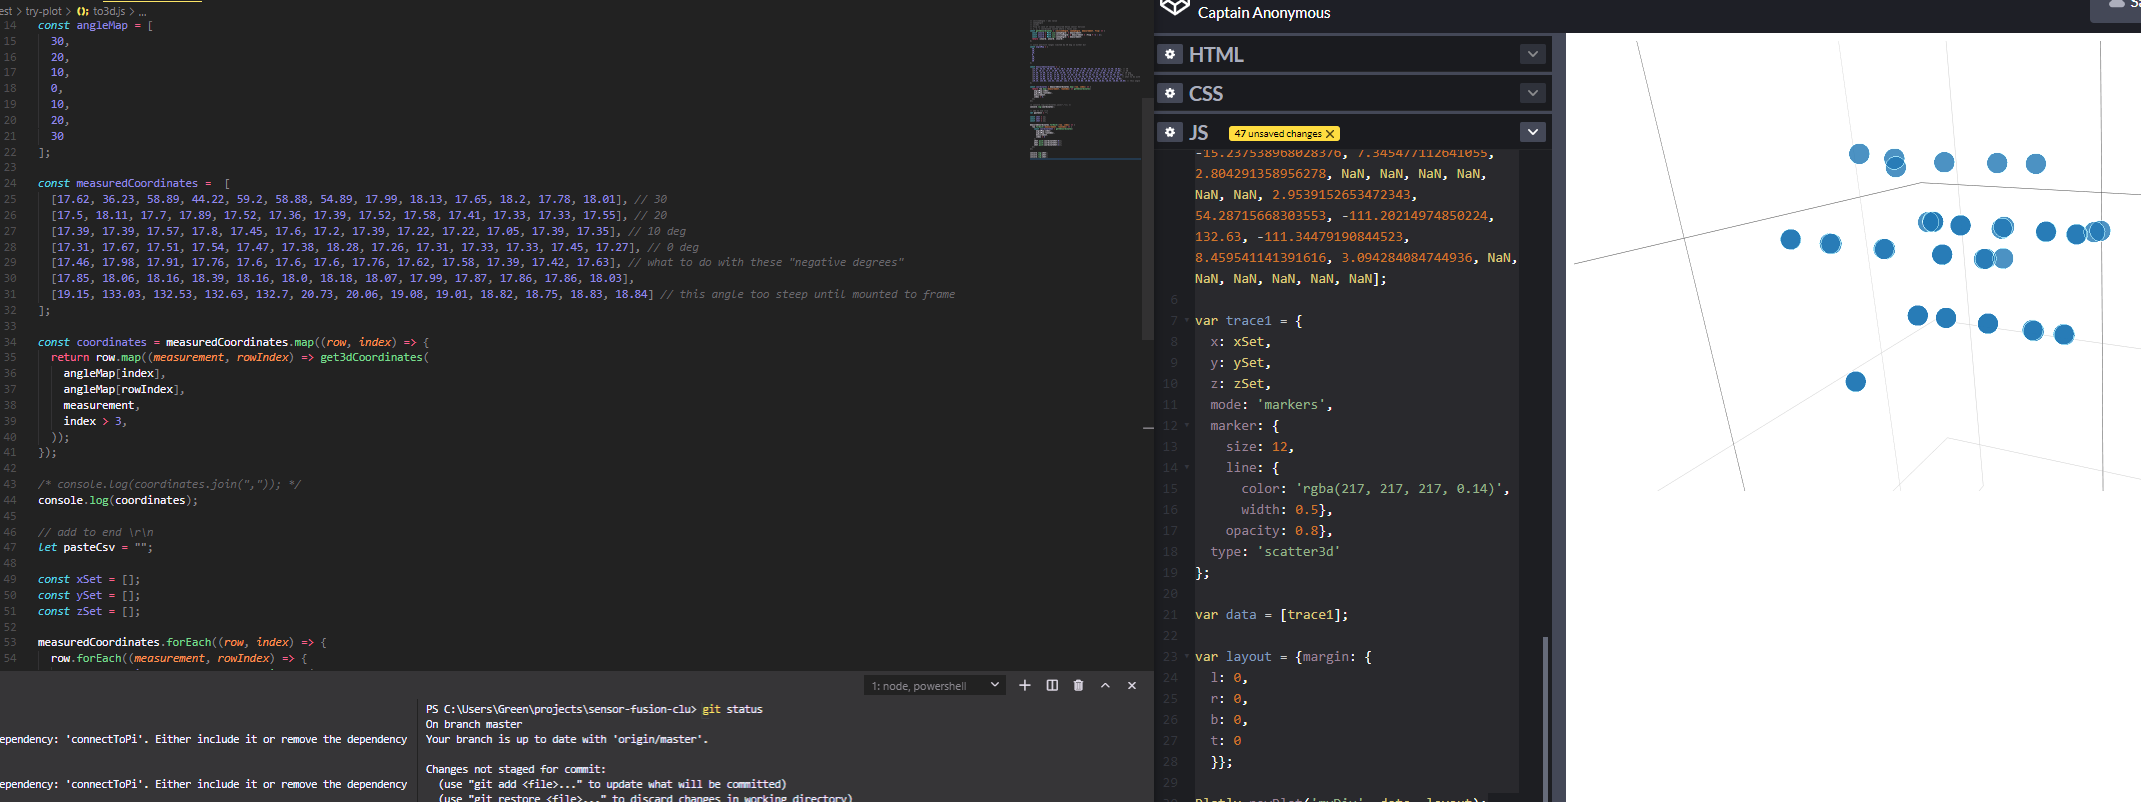 est > try-plot > to3d.js > ...
14 const angleMap = [
15 30,
16 20,
17 10,
18 0,
19 10,
20 20,
21 30
22 ];
23
24 const measuredCoordinates = [
25 [17.62, 36.23, 58.89, 44.22, 59.2, 58.88, 54.89, 17.99, 18.13, 17.65, 18.2, 17.78, 18.01], // 30
26 [17.5, 18.11, 17.7, 17.89, 17.52, 17.36, 17.39, 17.52, 17.58, 17.41, 17.33, 17.33, 17.55], // 20
27 [17.39, 17.39, 17.57, 17.8, 17.45, 17.6, 17.2, 17.39, 17.22, 17.22, 17.05, 17.39, 17.35], // 10 deg
28 [17.31, 17.67, 17.51, 17.54, 17.47, 17.38, 18.28, 17.26, 17.31, 17.33, 17.33, 17.45, 17.27], // 0 deg
29 [17.46, 17.98, 17.91, 17.76, 17.6, 17.6, 17.6, 17.76, 17.62, 17.58, 17.39, 17.42, 17.63], // what to do with these "negative degrees"
30 [17.85, 18.06, 18.16, 18.39, 18.16, 18.0, 18.18, 18.07, 17.99, 17.87, 17.86, 17.86, 18.03],
31 [19.15, 133.03, 132.53, 132.63, 132.7, 20.73, 20.06, 19.08, 19.01, 18.82, 18.75, 18.83, 18.84] // this angle too steep until mounted to frame
32 ];
33
34 const coordinates = measuredCoordinates.map((row, index) => {
35 return row.map((measurement, rowIndex) => get3dCoordinates(
36 angleMap[index],
37 angleMap[rowIndex],
38 measurement,
39 index > 3,
40 ));
41 });
42
43 /* console.log(coordinates.join(",")); */
44 console.log(coordinates);
45
46 // add to end \r\n
47 let pasteCsv = "";
48
49 const xSet = [];
50 const ySet = [];
51 const zSet = [];
52
53 measuredCoordinates.forEach((row, index) => {
54 row.forEach((measurement, rowIndex) => {
1: node, powershell
ependency: 'connectToPi'. Either include it or remove the dependency
ependency: 'connectToPi'. Either include it or remove the dependency
PS C:\Users\Green\projects\sensor-fusion-clu> git status
On branch master
Your branch is up to date with 'origin/master'.
Changes not staged for commit:
(use "git add <file>..." to update what will be committed)
(use "git restore <file>..." to discard changes in working directory)
Captain Anonymous
Sa
HTML
CSS
JS 47 unsaved changes X
-15.237538968028376, 7.345477112641055,
2.804291358956278, NaN, NaN, NaN, NaN,
NaN, NaN, 2.9539152653472343,
54.28715668303553, -111.20214974850224,
132.63, -111.34479190844523,
8.459541141391616, 3.094284084744936, NaN,
NaN, NaN, NaN, NaN, NaN];
6
7 var trace1 = {
8 x: xSet,
9 y: ySet,
10 z: zSet,
11 mode: 'markers',
12 marker: {
13 size: 12,
14 line: {
15 color: 'rgba(217, 217, 217, 0.14)',
16 width: 0.5},
17 opacity: 0.8},
18 type: 'scatter3d'
19 };
20
21 var data = [trace1];
22
23 var layout = {margin: {
24 l: 0,
25 r: 0,
26 b: 0,
27 t: 0
28 }};
29